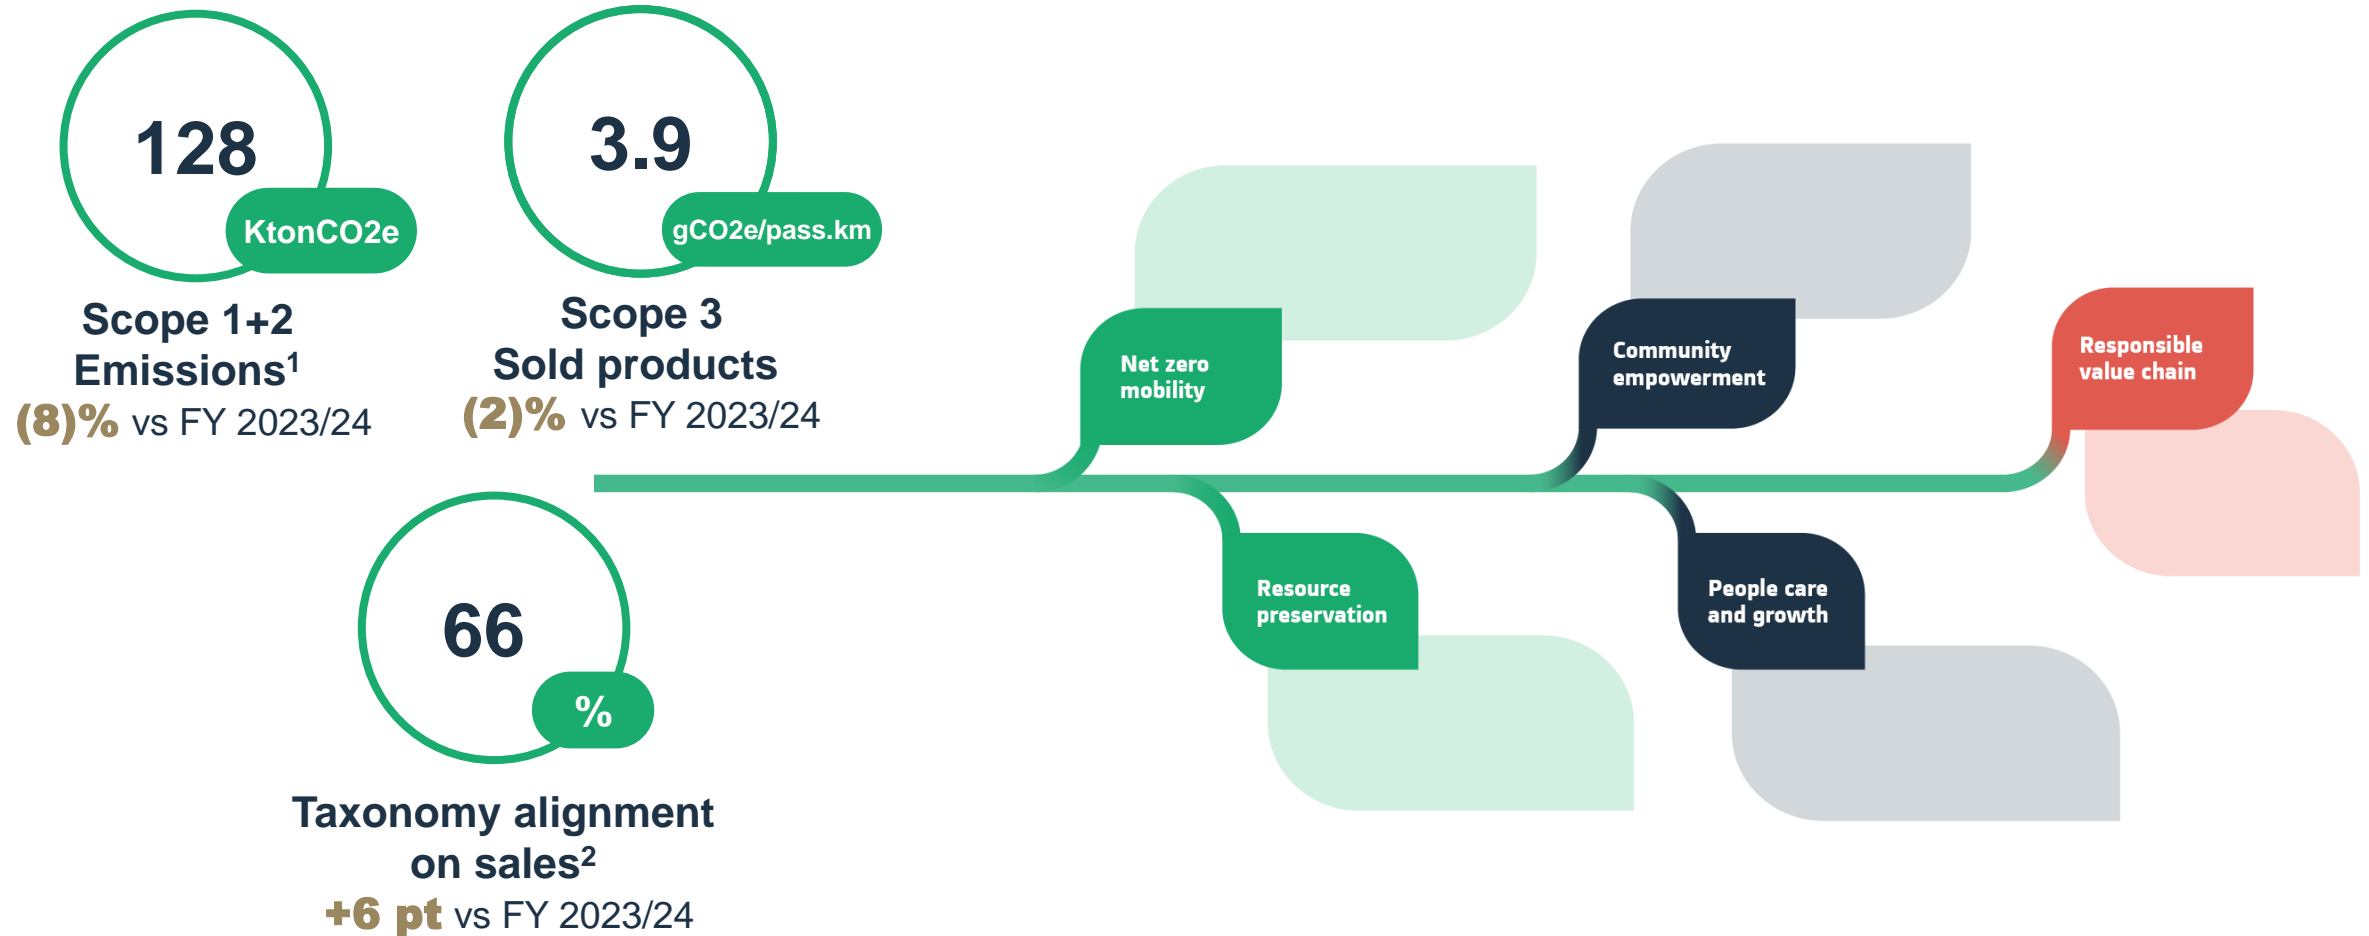 128
KtonCO2e
Scope 1+2
Emissions¹
(8)% vs FY 2023/24
3.9
gCO2e/pass.km
Scope 3
Sold products
(2)% vs FY 2023/24
66
%
Taxonomy alignment
on sales²
+6 pt vs FY 2023/24
Net zero
mobility
Resource
preservation
Community
empowerment
People care
and growth
Responsible
value chain